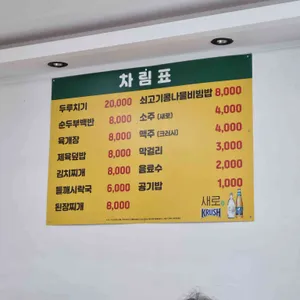 차림표
두루치기 20,000
순두부백반 8,000
육개장 8,000
제육덮밥 8,000
김치찌개 8,000
들깨시락국 6,000
된장찌개 8,000
쇠고기콩나물비빔밥 8,000
소주 (새로) 4,000
맥주 (크러시) 4,000
막걸리 3,000
음료수 2,000
공기밥 1,000
새로
KRUSH